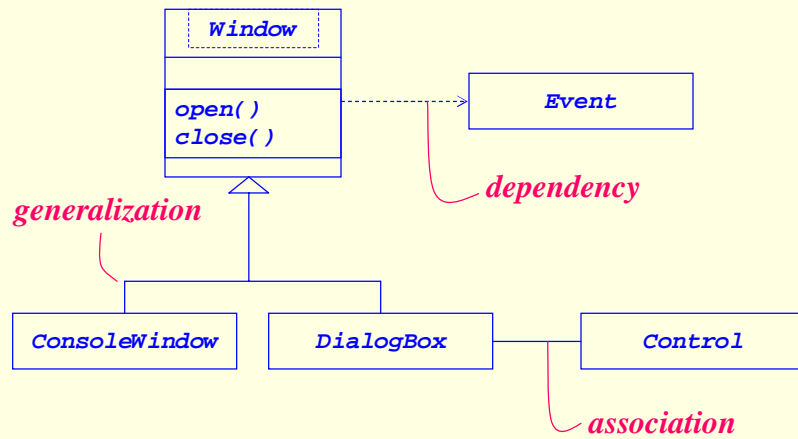 Window
open()
close()
Event
dependency
generalization
ConsoleWindow
DialogBox
Control
association